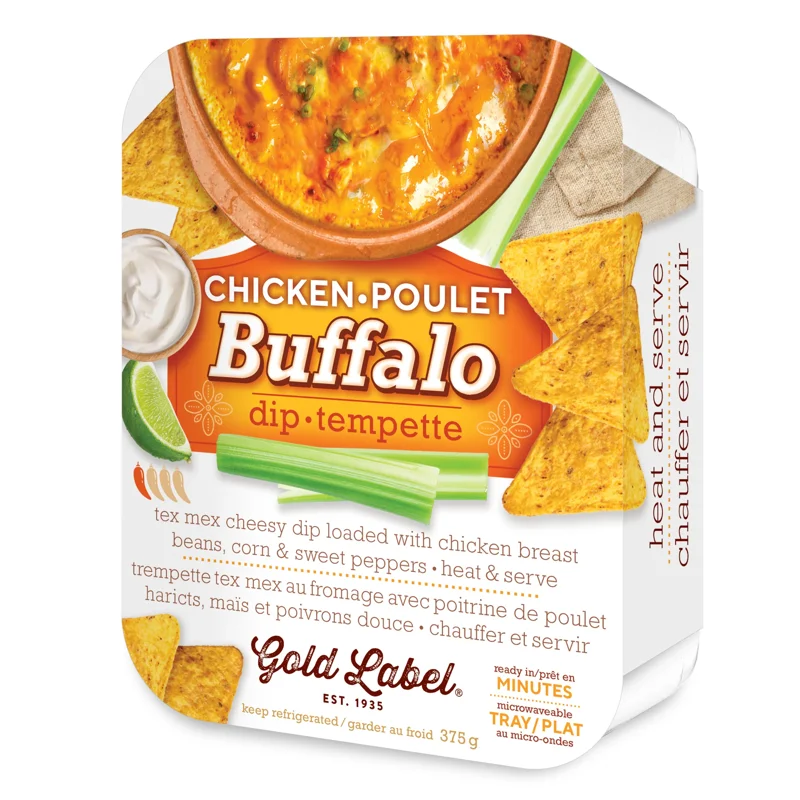 CHICKEN•POULET
Buffalo
dip•tempette
tex mex cheesy dip loaded with chicken breast
beans, corn & sweet peppers • heat & serve
trempette tex mex au fromage avec poitrine de poulet
haricts, maïs et poivrons douce • chauffer et servir
Gold Label®
EST. 1935
keep refrigerated / garder au froid 375g
ready in/prêt en
MINUTES
microwaveable
TRAY/PLAT
au micro-ondes
heat and serve
chauffer et servir